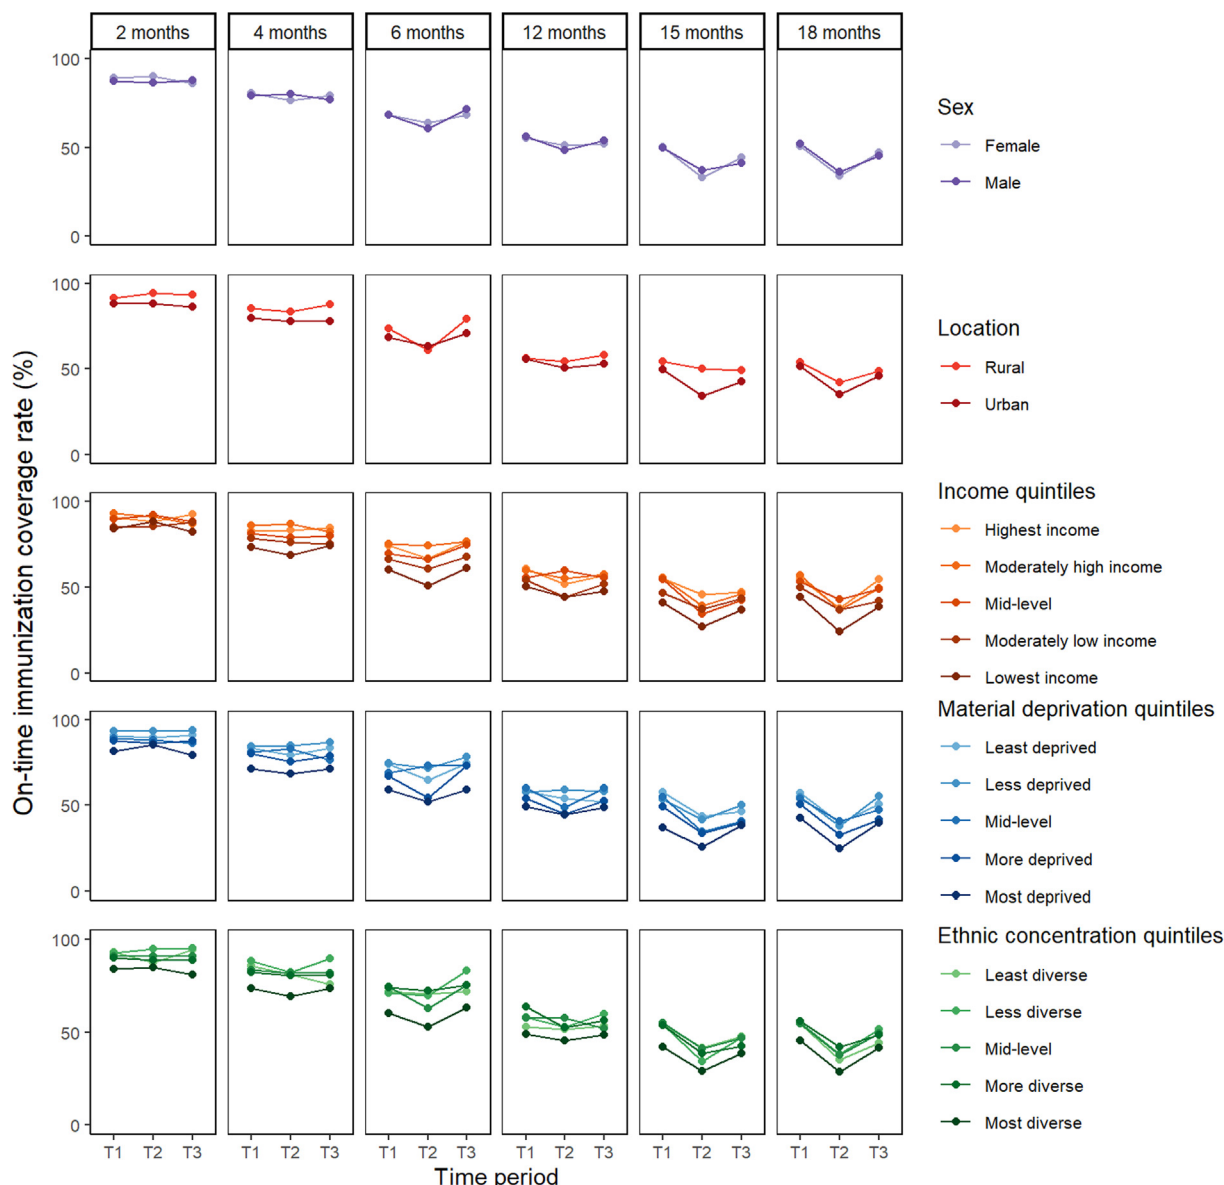 2 months 4 months 6 months 12 months 15 months 18 months
On-time immunization coverage rate (%)
100
50
0
Sex
Female
Male
100
50
0
Location
Rural
Urban
100
50
0
Income quintiles
Highest income
Moderately high income
Mid-level
Moderately low income
Lowest income
100
50
0
Material deprivation quintiles
Least deprived
Less deprived
Mid-level
More deprived
Most deprived
100
50
0
Ethnic concentration quintiles
Least diverse
Less diverse
Mid-level
More diverse
Most diverse
T1 T2 T3 T1 T2 T3 T1 T2 T3 T1 T2 T3 T1 T2 T3 T1 T2 T3
Time period